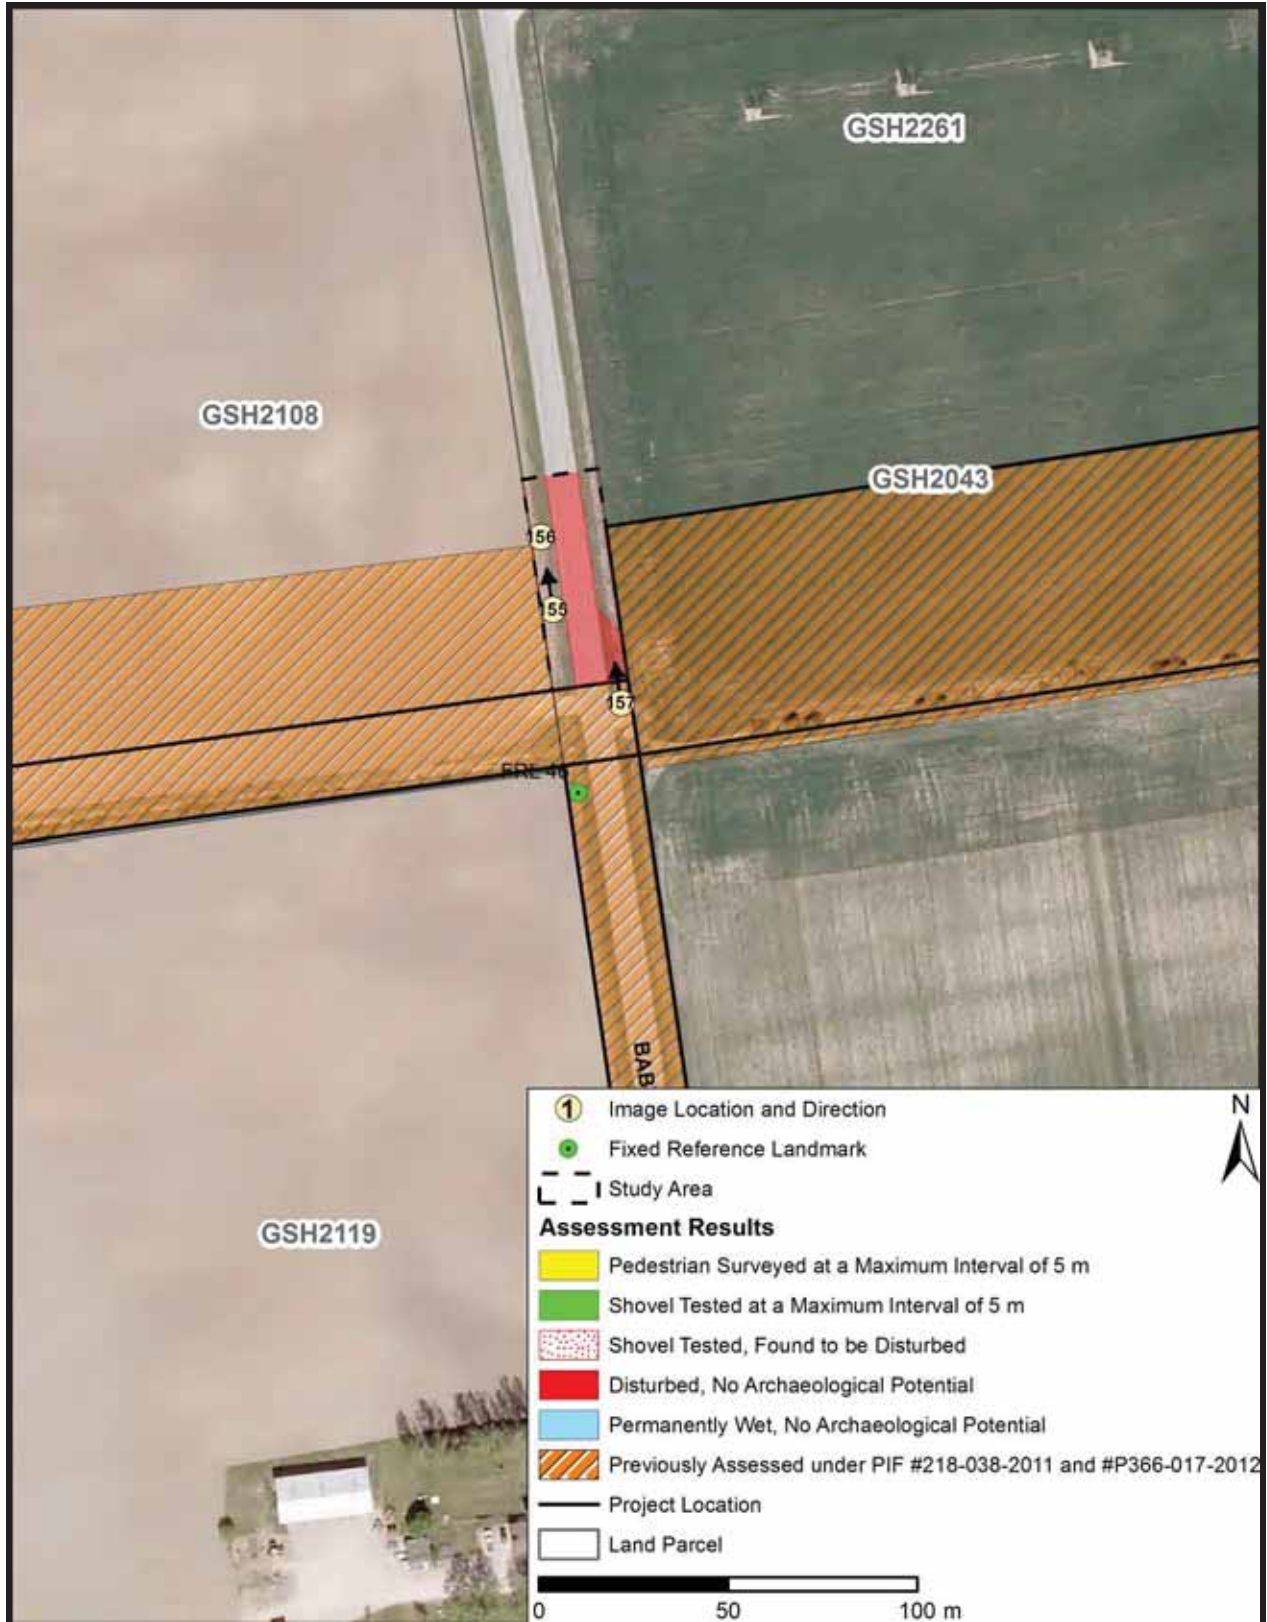 GSH2261
GSH2108
GSH2043
156
155
157
BAB
GSH2119
1 Image Location and Direction
N
Fixed Reference Landmark
Study Area
Assessment Results
Pedestrian Surveyed at a Maximum Interval of 5 m
Shovel Tested at a Maximum Interval of 5 m
Shovel Tested, Found to be Disturbed
Disturbed, No Archaeological Potential
Permanently Wet, No Archaeological Potential
Previously Assessed under PIF #218-038-2011 and #P366-017-2012
Project Location
Land Parcel
0 50 100 m